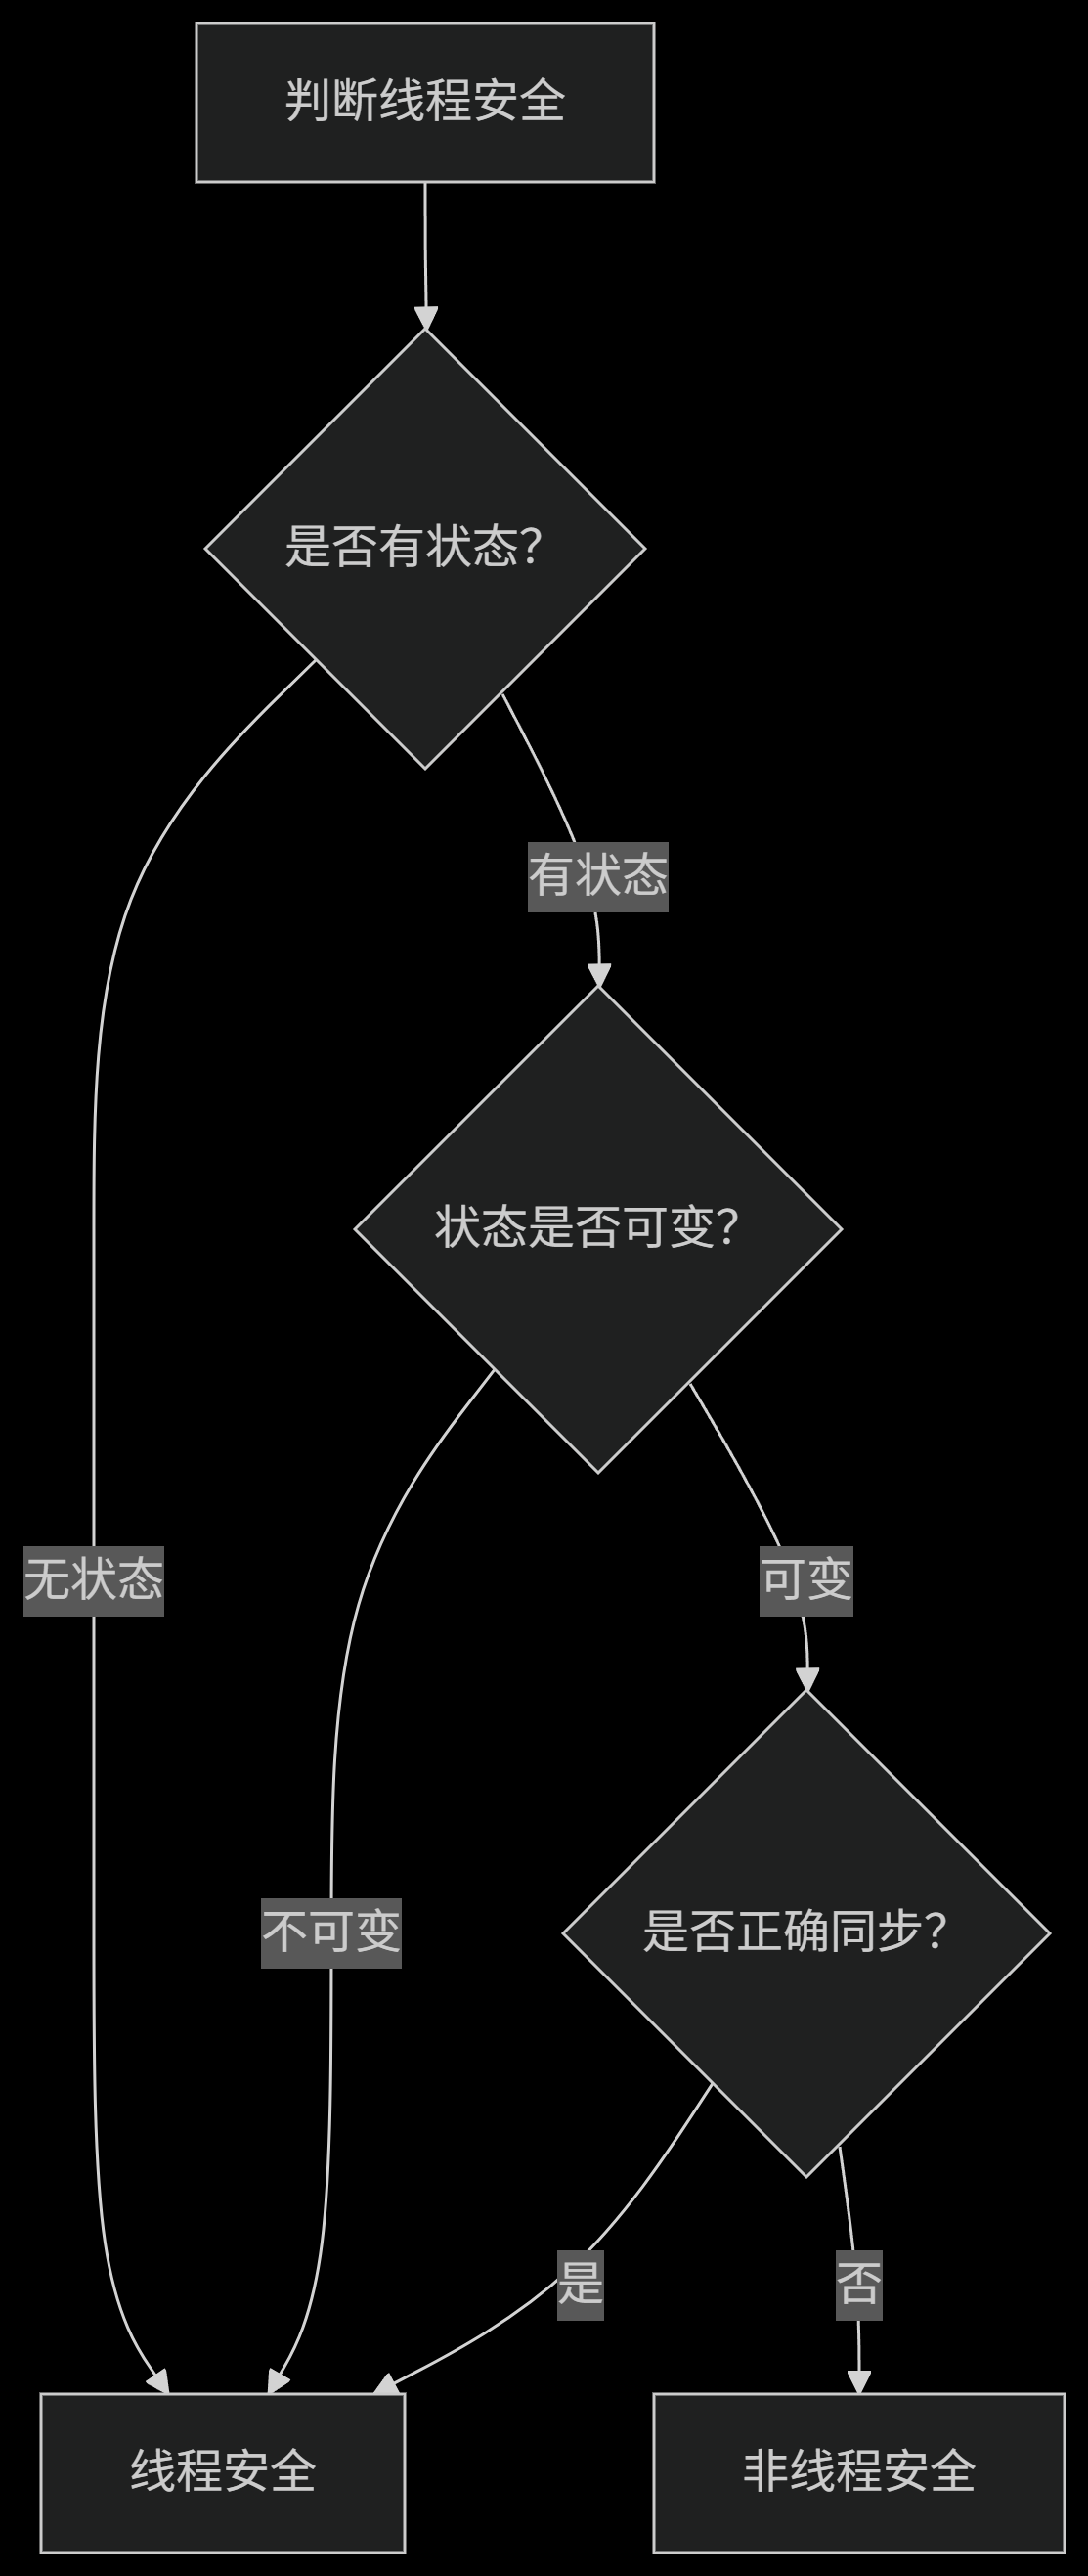 判断线程安全
是否有状态?
有状态
状态是否可变?
无状态
可变
不可变
是否正确同步?
是
否
线程安全
非线程安全